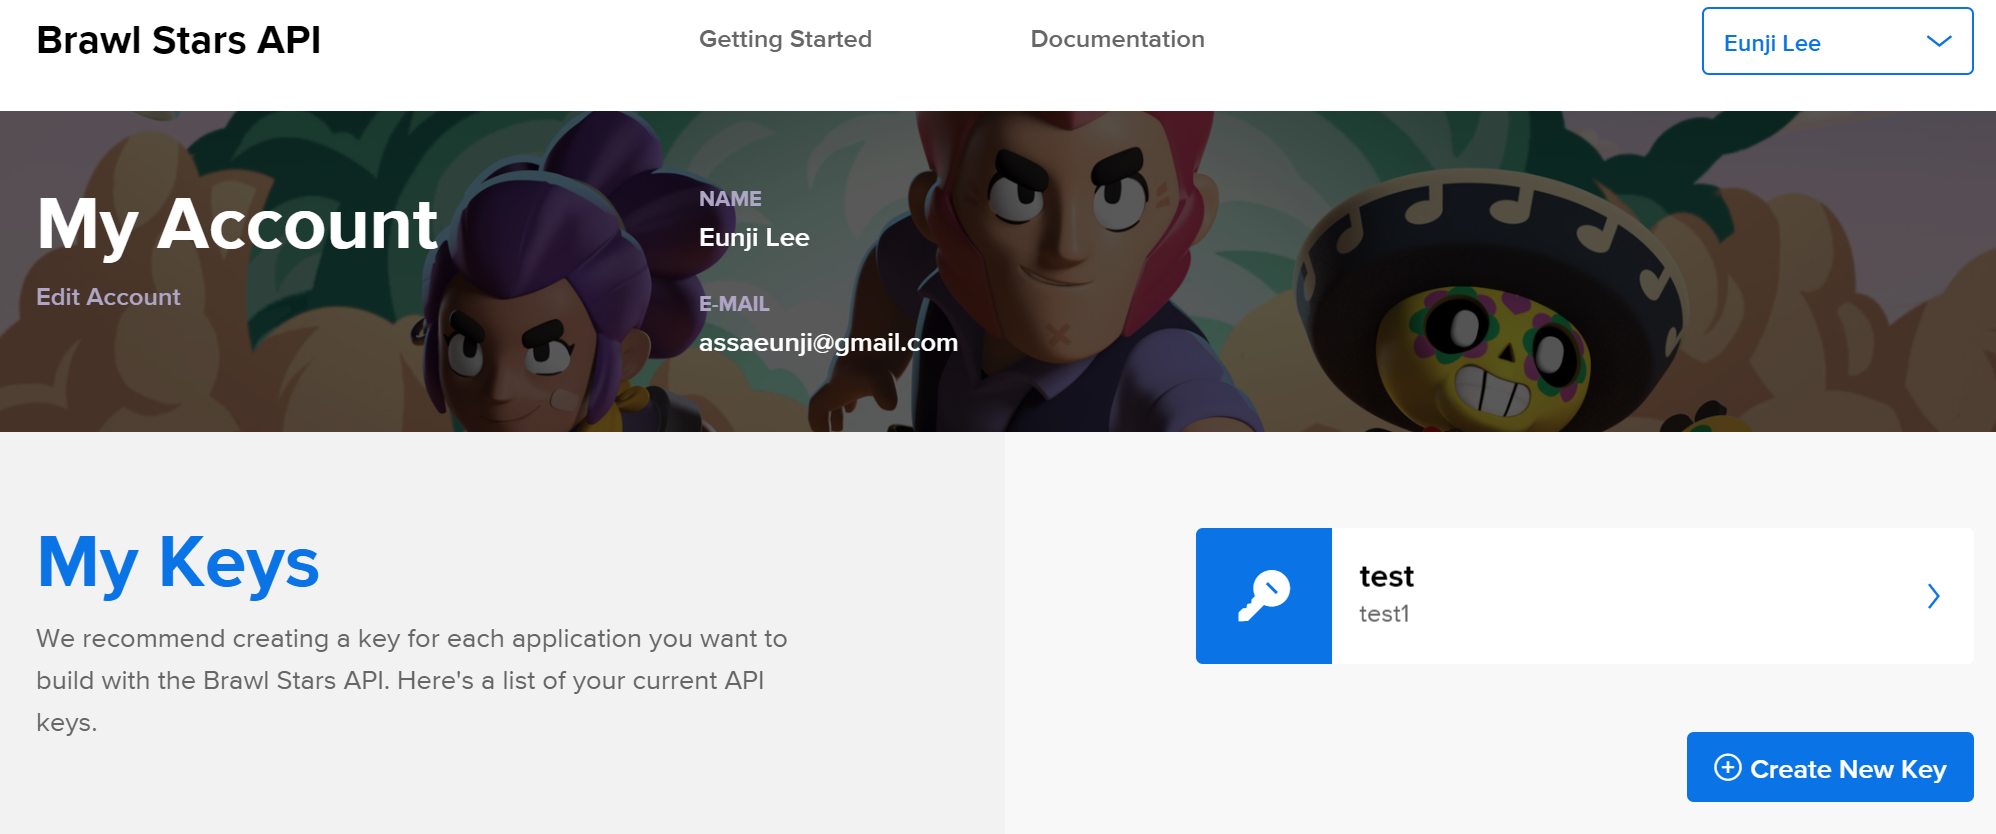 Brawl Stars API
Getting Started
Documentation
Eunji Lee
My Account
Edit Account
NAME
Eunji Lee
E-MAIL
assaeunji@gmail.com
My Keys
We recommend creating a key for each application you want to
build with the Brawl Stars API. Here's a list of your current API
keys.
test
test1
Create New Key